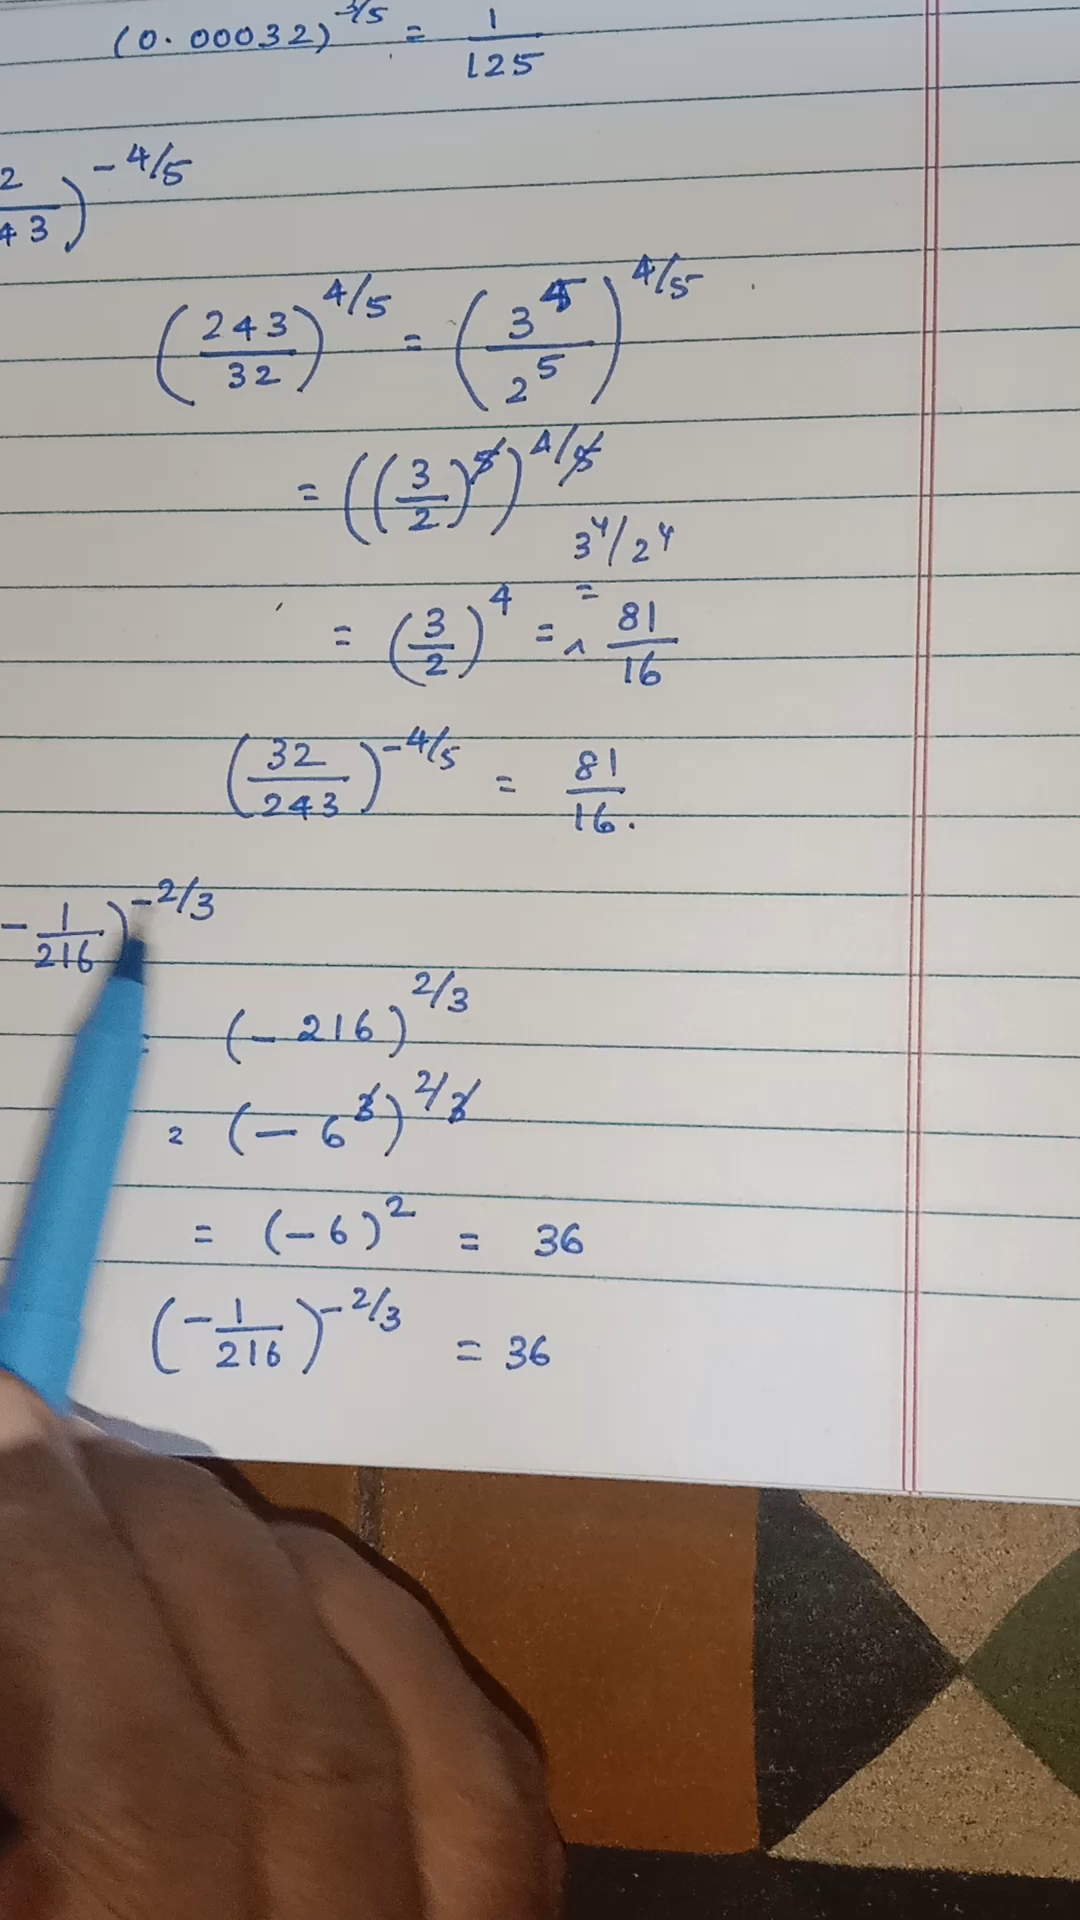 (0.00032)^3/5 = 1/125
2/43)^-4/5
(243/32)^4/5 = (3^5/2^5)^4/5
= ((3/2)^5)^4/5
3^4/2^4
=
= (3/2)^4 = ^ 81/16
(32/243)^-4/5 = 81/16.
-1/216)^-2/3
= (-216)^2/3
= (-6^3)^2/3
= (-6)^2 = 36
(-1/216)^-2/3 = 36